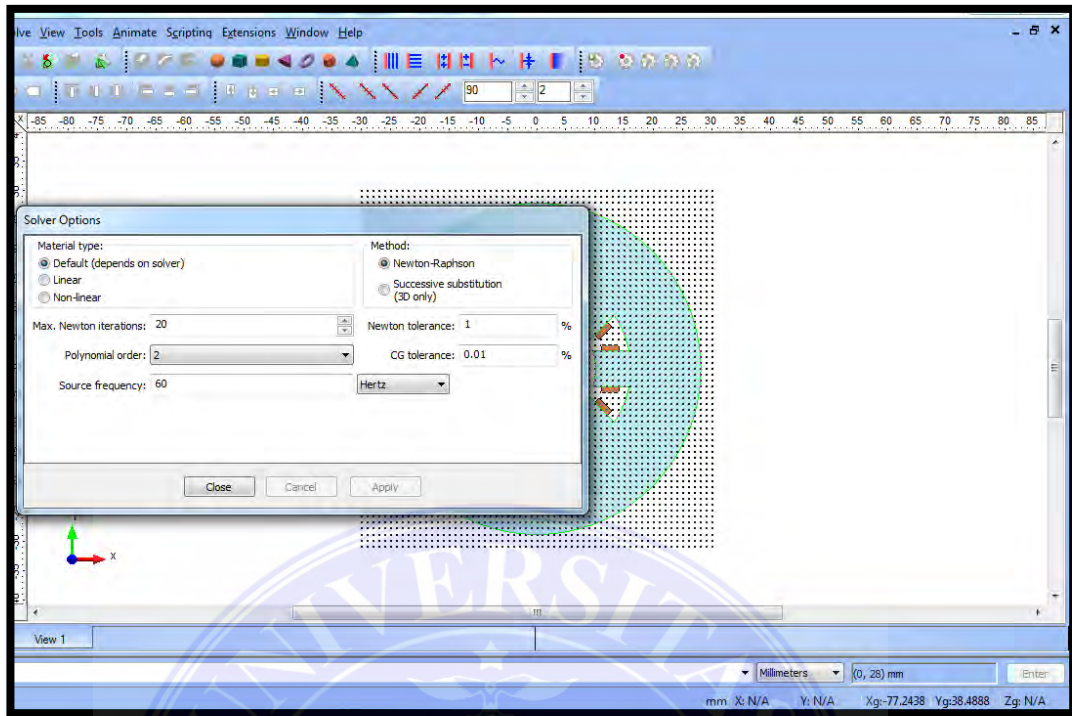 lve View Tools Animate Scripting Extensions Window Help
90 2
-85 -80 -75 -70 -65 -60 -55 -50 -45 -40 -35 -30 -25 -20 -15 -10 -5 0 5 10 15 20 25 30 35 40 45 50 55 60 65 70 75 80 85
Solver Options
Material type:
Default (depends on solver)
Linear
Non-linear
Method:
Newton-Raphson
Successive substitution
(3D only)
Max. Newton iterations: 20
Newton tolerance: 1 %
Polynomial order: 2
CG tolerance: 0.01 %
Source frequency: 60 Hertz
Close Cancel Apply
X
UNIVERSITA
View 1
Millimeters (0, 28) mm Enter
mm X: N/A Y: N/A Xg:-77.2438 Yg:38.4888 Zg: N/A